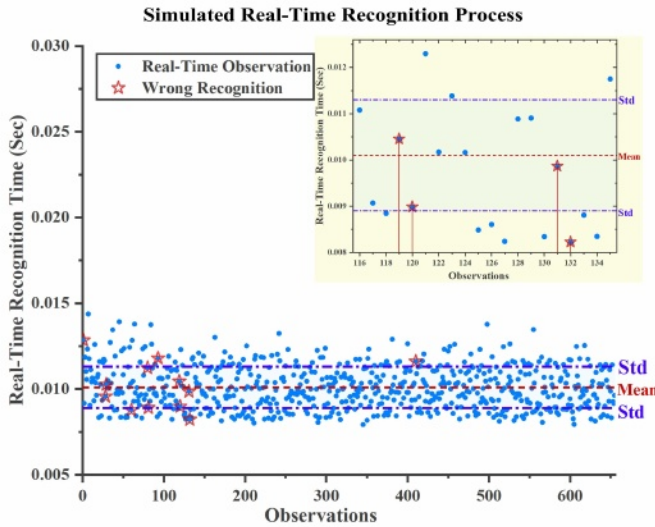 Simulated Real-Time Recognition Process
Real-Time Recognition Time (Sec)
0.030
0.025
0.020
0.015
0.010
0.005
Real-Time Observation
Wrong Recognition
Real-Time Recognition Time (Sec)
0.012
0.011
0.010
0.009
0.008
Std
Mean
Std
116 118 120 122 124 126 128 130 132 134
Observations
Std
Mean
Std
0 100 200 300 400 500 600
Observations